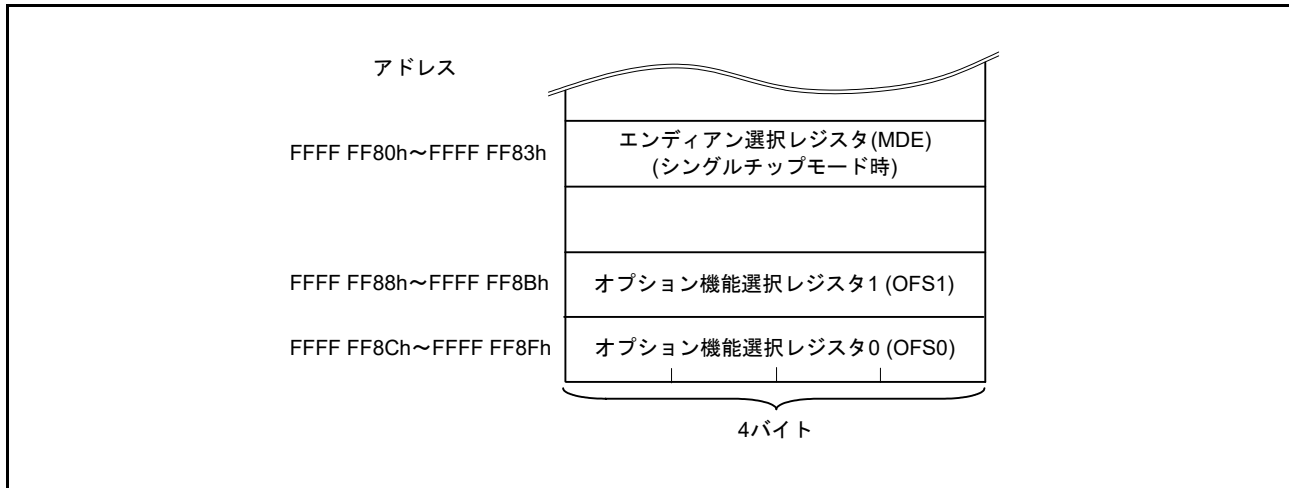 アドレス
FFFF FF80h～FFFF FF83h
エンディアン選択レジスタ(MDE)
(シングルチップモード時)
FFFF FF88h～FFFF FF8Bh
オプション機能選択レジスタ1 (OFS1)
FFFF FF8Ch～FFFF FF8Fh
オプション機能選択レジスタ0 (OFS0)
4バイト